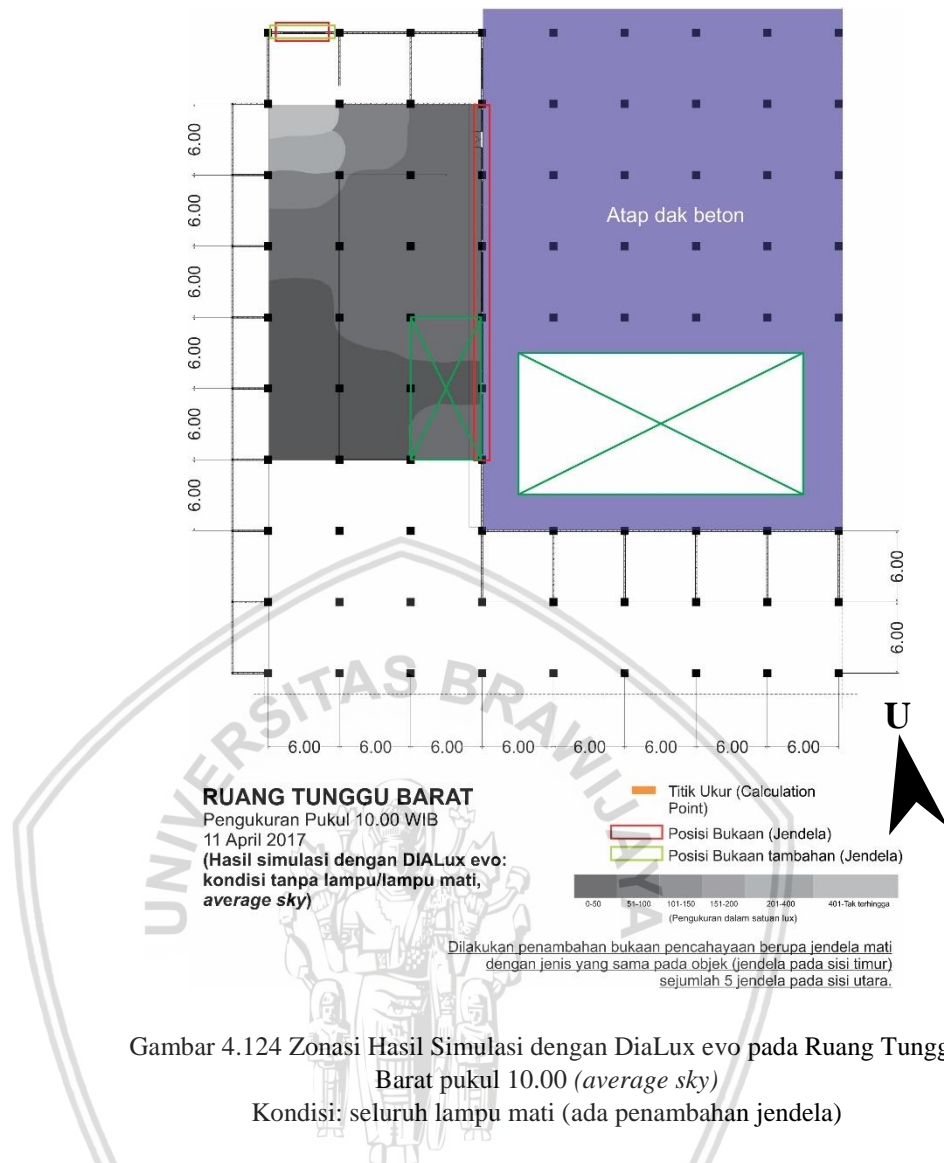 Atap dak beton
6.00
6.00
6.00
6.00
6.00
6.00
6.00
6.00
6.00 6.00 6.00 6.00 6.00 6.00 6.00 6.00
U
RUANG TUNGGU BARAT
Pengukuran Pukul 10.00 WIB
11 April 2017
(Hasil simulasi dengan DIALux evo:
kondisi tanpa lampu/lampu mati,
average sky)
Titik Ukur (Calculation
Point)
Posisi Bukaan (Jendela)
Posisi Bukaan tambahan (Jendela)
0-50 51-100 101-150 151-200 201-400 401-Tak terhingga
(Pengukuran dalam satuan lux)
Dilakukan penambahan bukaan pencahayaan berupa jendela mati
dengan jenis yang sama pada objek (jendela pada sisi timur)
sejumlah 5 jendela pada sisi utara.
UNIVERSITAS BRAWIJAYA
Gambar 4.124 Zonasi Hasil Simulasi dengan DiaLux evo pada Ruang Tungg
Barat pukul 10.00 (average sky)
Kondisi: seluruh lampu mati (ada penambahan jendela)